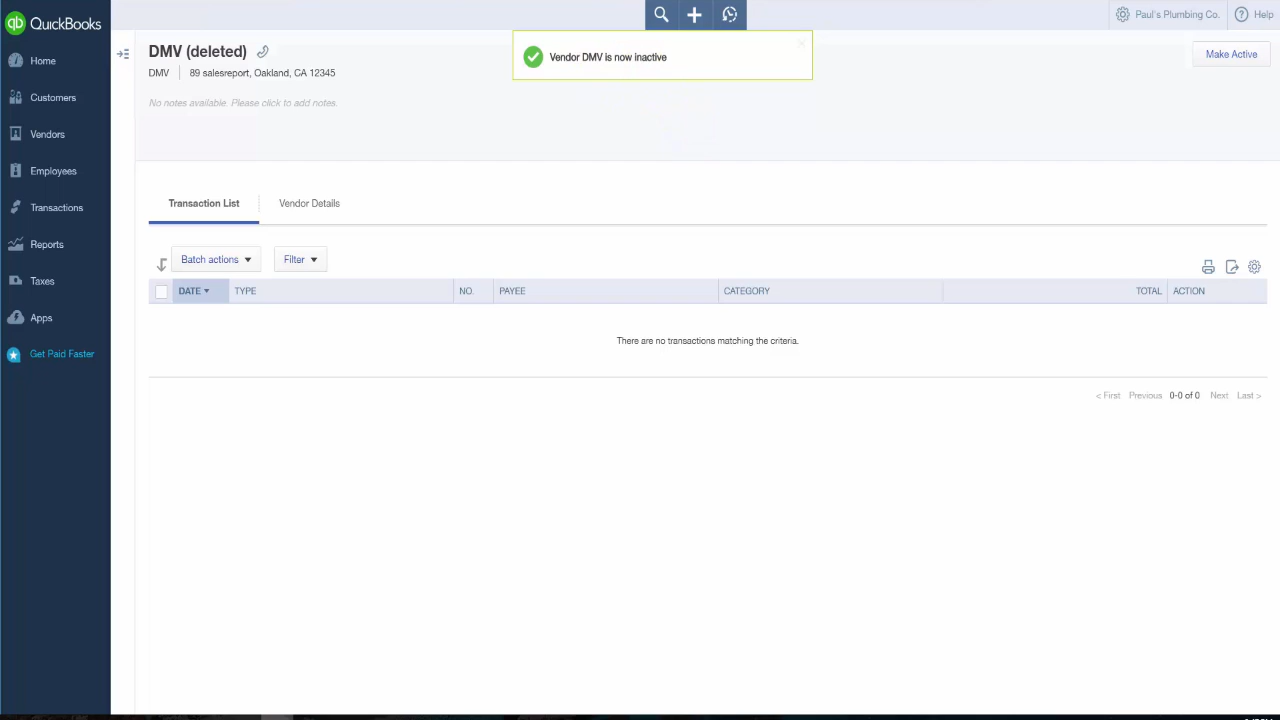 qb QuickBooks
Paul's Plumbing Co.
Help
Home
Customers
Vendors
Employees
Transactions
Reports
Taxes
Apps
Get Paid Faster
DMV (deleted)
DMV 89 salesreport, Oakland, CA 12345
No notes available. Please click to add notes.
Vendor DMV is now inactive
Make Active
Transaction List Vendor Details
Batch actions Filter
DATE TYPE NO. PAYEE CATEGORY TOTAL ACTION
There are no transactions matching the criteria.
< First Previous 0-0 of 0 Next Last >